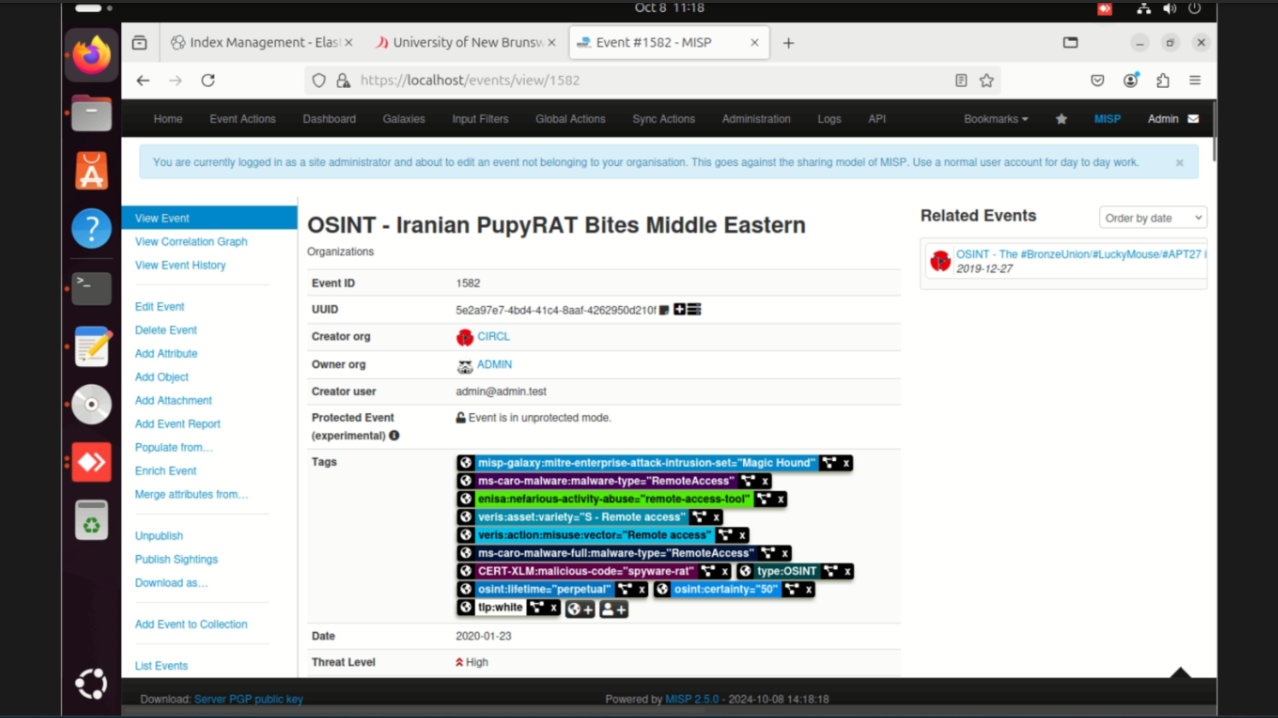 Oct 8 11:18
Index Management - Elas
University of New Brunsw
Event #1582 - MISP
https://localhost/events/view/1582
Home Event Actions Dashboard Galaxies Input Filters Global Actions Sync Actions Administration Logs API Bookmarks MISP Admin
You are currently logged in as a site administrator and about to edit an event not belonging to your organisation. This goes against the sharing model of MISP. Use a normal user account for day to day work. ×
View Event
View Correlation Graph
View Event History
Edit Event
Delete Event
Add Attribute
Add Object
Add Attachment
Add Event Report
Populate from...
Enrich Event
Merge attributes from...
Unpublish
Publish Sightings
Download as...
Add Event to Collection
List Events
OSINT - Iranian PupyRAT Bites Middle Eastern
Organizations
Event ID 1582
UUID 5e2a97e7-4bd4-41c4-8aaf-4262950d210f
Creator org CIRCL
Owner org ADMIN
Creator user admin@admin.test
Protected Event (experimental) Event is in unprotected mode.
Tags
misp-galaxy:mitre-enterprise-attack-intrusion-set="Magic Hound" x
ms-caro-malware:malware-type="RemoteAccess" x
enisa:nefarious-activity-abuse="remote-access-tool" x
veris:asset:variety="S - Remote access" x
veris:action:misuse:vector="Remote access" x
ms-caro-malware-full:malware-type="RemoteAccess" x
CERT-XLM:malicious-code="spyware-rat" x type:OSINT x
osint:lifetime="perpetual" x osint:certainty="50" x
tlp:white x + +
Date 2020-01-23
Threat Level High
Related Events
Order by date
OSINT - The #BronzeUnion/#LuckyMouse/#APT27 i
2019-12-27
Download: Server PGP public key
Powered by MISP 2.5.0 - 2024-10-08 14:18:18